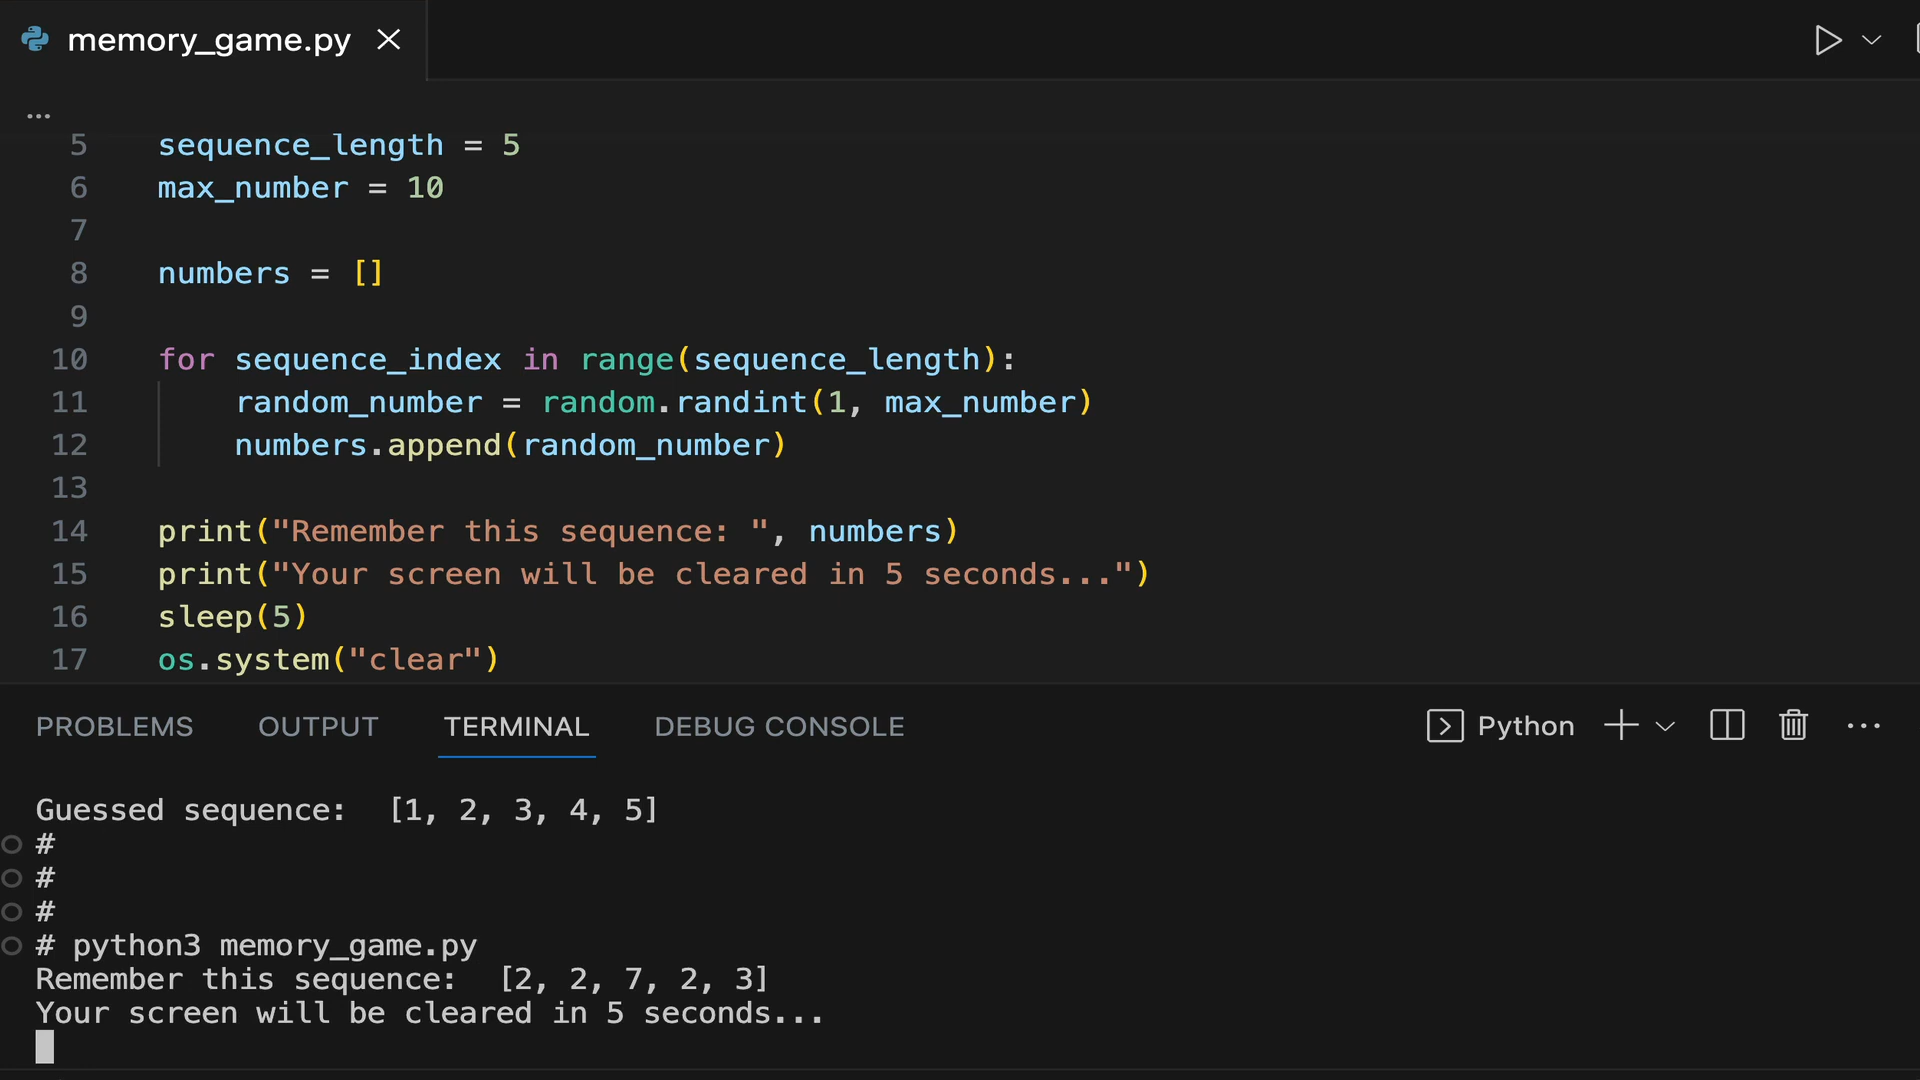 memory_game.py
...
5 sequence_length = 5
6 max_number = 10
7
8 numbers = []
9
10 for sequence_index in range(sequence_length):
11 random_number = random.randint(1, max_number)
12 numbers.append(random_number)
13
14 print("Remember this sequence: ", numbers)
15 print("Your screen will be cleared in 5 seconds...")
16 sleep(5)
17 os.system("clear")
PROBLEMS OUTPUT TERMINAL DEBUG CONSOLE Python
Guessed sequence:  [1, 2, 3, 4, 5]
#
#
#
# python3 memory_game.py
Remember this sequence:  [2, 2, 7, 2, 3]
Your screen will be cleared in 5 seconds...